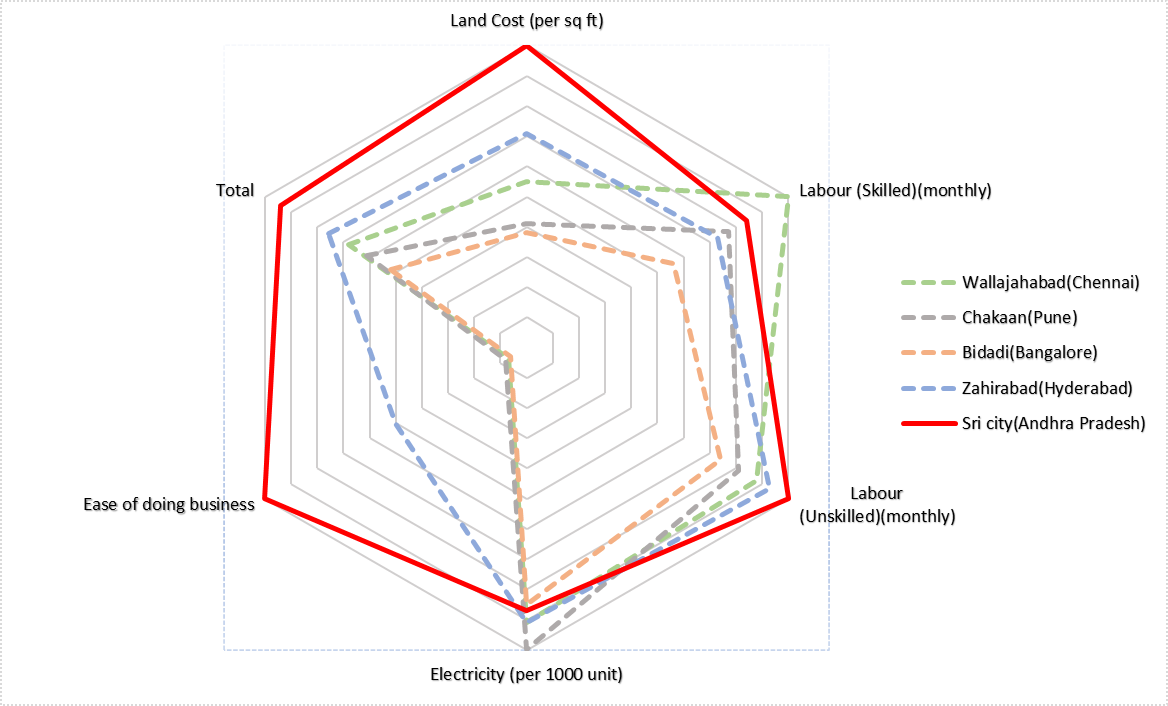 Land Cost (per sq ft)
Total
Labour (Skilled)(monthly)
Wallajahabad(Chennai)
Chakaan(Pune)
Bidadi(Bangalore)
Zahirabad(Hyderabad)
Sri city(Andhra Pradesh)
Ease of doing business
Labour
(Unskilled)(monthly)
Electricity (per 1000 unit)